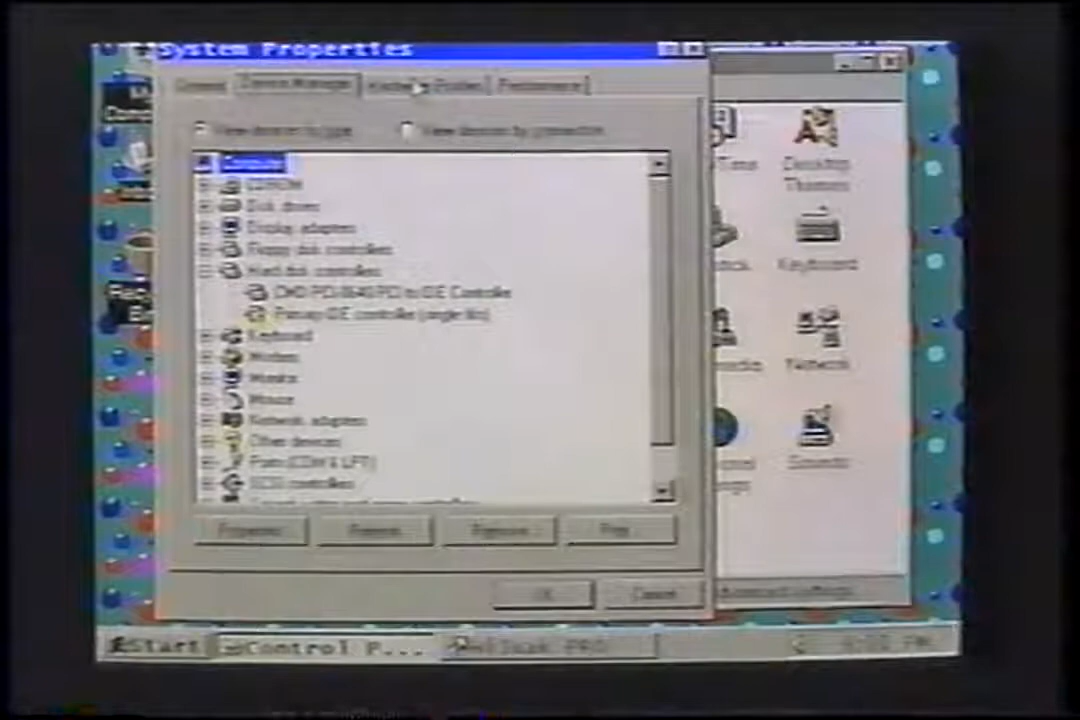 System Properties
General Device Manager Hardware Profiles Performance
View devices by type View devices by connection
Computer
CDROM
Disk drives
Display adapters
Floppy disk controllers
Hard disk controllers
CMD PCI-0640 PCI to IDE Controller
Primary IDE controller (single fifo)
Keyboard
Modem
Monitor
Mouse
Network adapters
Other devices
Ports (COM & LPT)
SCSI controllers
Properties Refresh Remove Print
OK Cancel
Desktop
Themes
Keyboard
Network
Sounds
Start Control P...